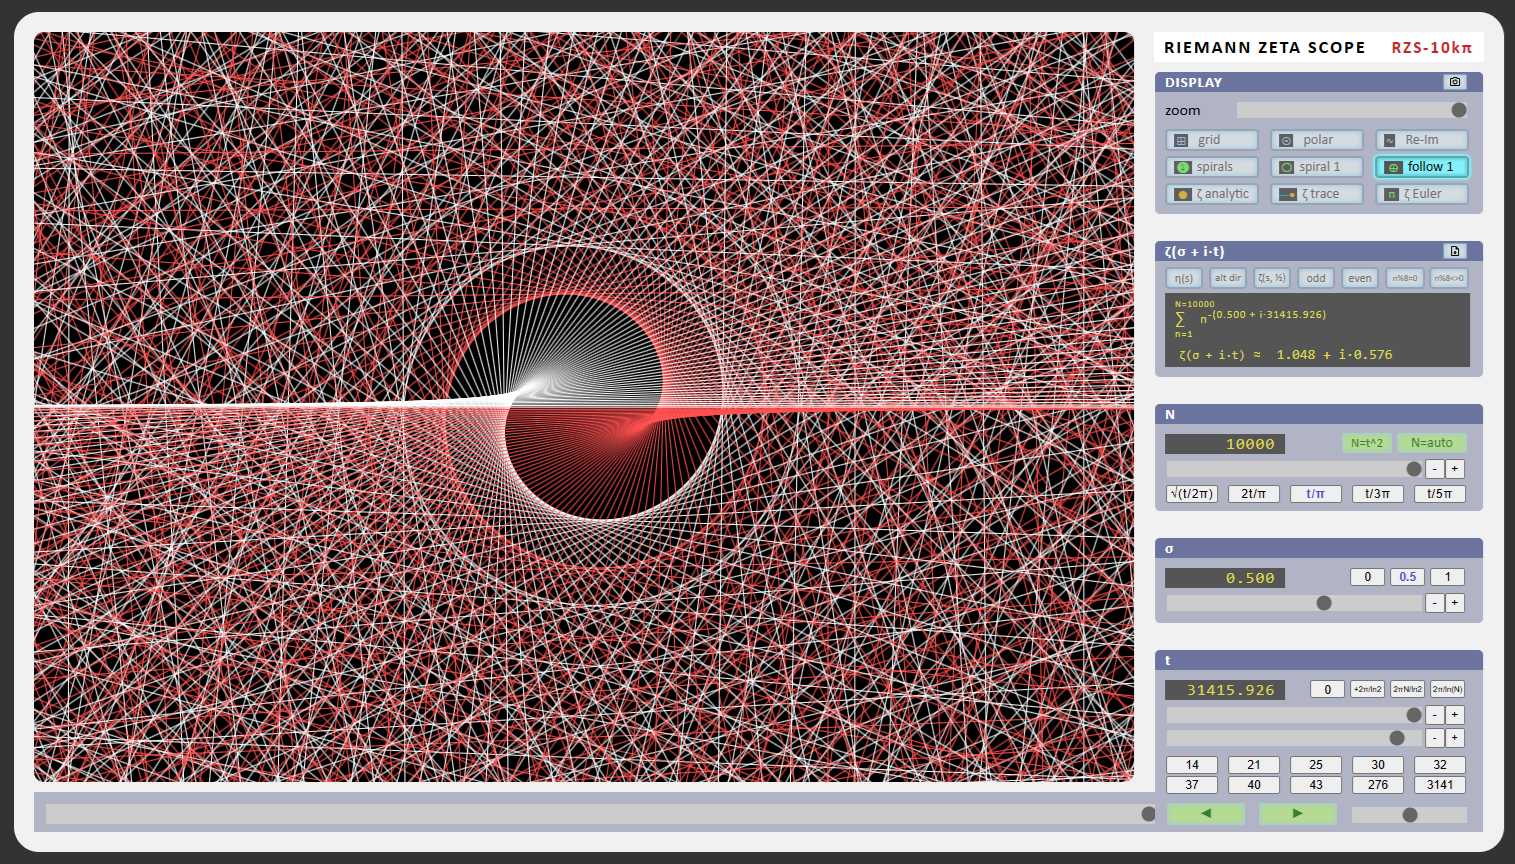 RIEMANN ZETA SCOPE RZS-10kπ
DISPLAY
zoom
grid polar Re-Im
spirals spiral 1 follow 1
ζ analytic ζ trace ζ Euler
ζ(σ + i·t)
η(s) alt dir ζ(s, ½) odd even n%8=0 n%8<>0
N=10000
∑ n^-(0.500 + i·31415.926)
n=1
ζ(σ + i·t) ≈ 1.048 + i·0.576
N
10000 N=t^2 N=auto
- +
√(t/2π) 2t/π t/π t/3π t/5π
σ
0.500 0 0.5 1
- +
t
31415.926 0 +2π/ln2 2πN/ln2 2π/ln(N)
- +
- +
14 21 25 30 32
37 40 43 276 3141